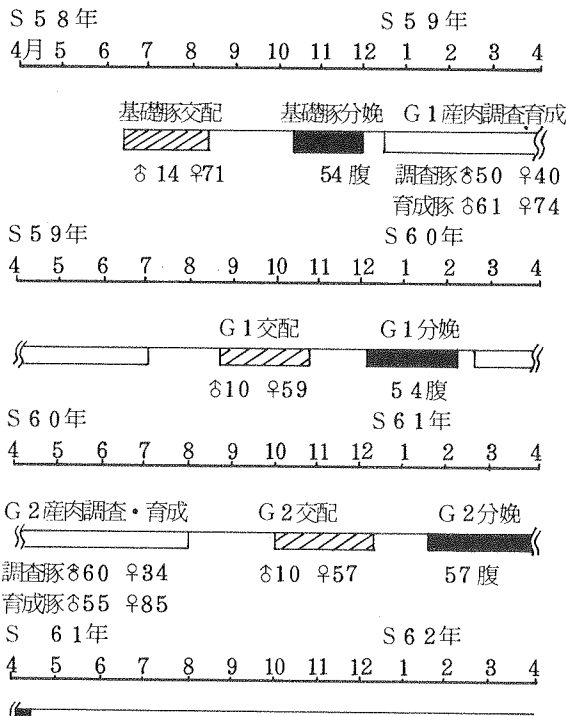 S58年 S59年
4月 5 6 7 8 9 10 11 12 1 2 3 4
基礎豚交配 基礎豚分娩 G1産肉調査育成
♂14 ♀71 54腹 調査豚♂50 ♀40
育成豚♂61 ♀74
S59年 S60年
4 5 6 7 8 9 10 11 12 1 2 3 4
G1交配 G1分娩
♂10 ♀59 54腹
S60年 S61年
4 5 6 7 8 9 10 11 12 1 2 3 4
G2産肉調査・育成 G2交配 G2分娩
調査豚♂60 ♀34 ♂10 ♀57 57腹
育成豚♂55 ♀85
S 61年 S62年
4 5 6 7 8 9 10 11 12 1 2 3 4